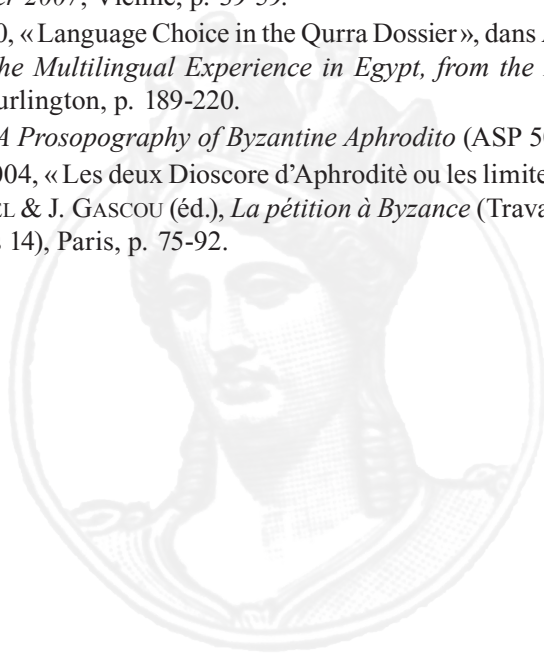 2007, Vienne, p. 39-59.
0, « Language Choice in the Qurra Dossier », dans
he Multilingual Experience in Egypt, from the
urlington, p. 189-220.
A Prosopography of Byzantine Aphrodito (ASP 50
004, « Les deux Dioscore d’Aphroditè ou les limite
EL & J. GASCOU (éd.), La pétition à Byzance (Trava
14), Paris, p. 75-92.